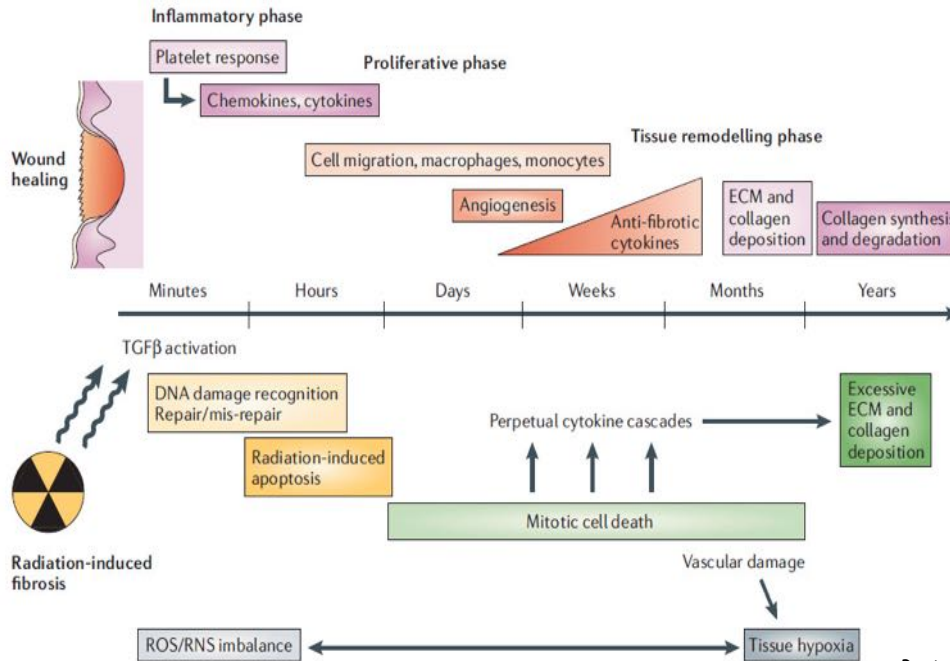 Inflammatory phase
Platelet response
Proliferative phase
Chemokines, cytokines
Tissue remodelling phase
Wound
healing
Cell migration, macrophages, monocytes
Angiogenesis
Anti-fibrotic
cytokines
ECM and
collagen
deposition
Collagen synthesis
and degradation
Minutes
Hours
Days
Weeks
Months
Years
TGFβ activation
DNA damage recognition
Repair/mis-repair
Radiation-induced
apoptosis
Perpetual cytokine cascades
Excessive
ECM and
collagen
deposition
Mitotic cell death
Radiation-induced
fibrosis
Vascular damage
ROS/RNS imbalance
Tissue hypoxia